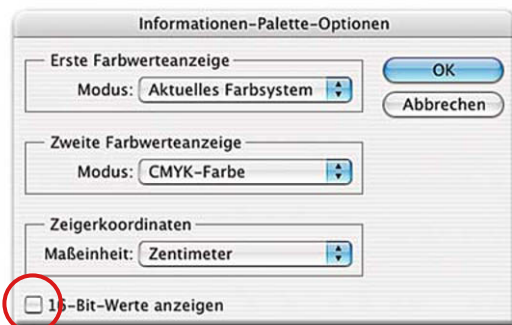 Informationen-Palette-Optionen
Erste Farbwerteanzeige
Modus: Aktuelles Farbsystem
OK
Abbrechen
Zweite Farbwerteanzeige
Modus: CMYK-Farbe
Zeigerkoordinaten
Maßeinheit: Zentimeter
16-Bit-Werte anzeigen